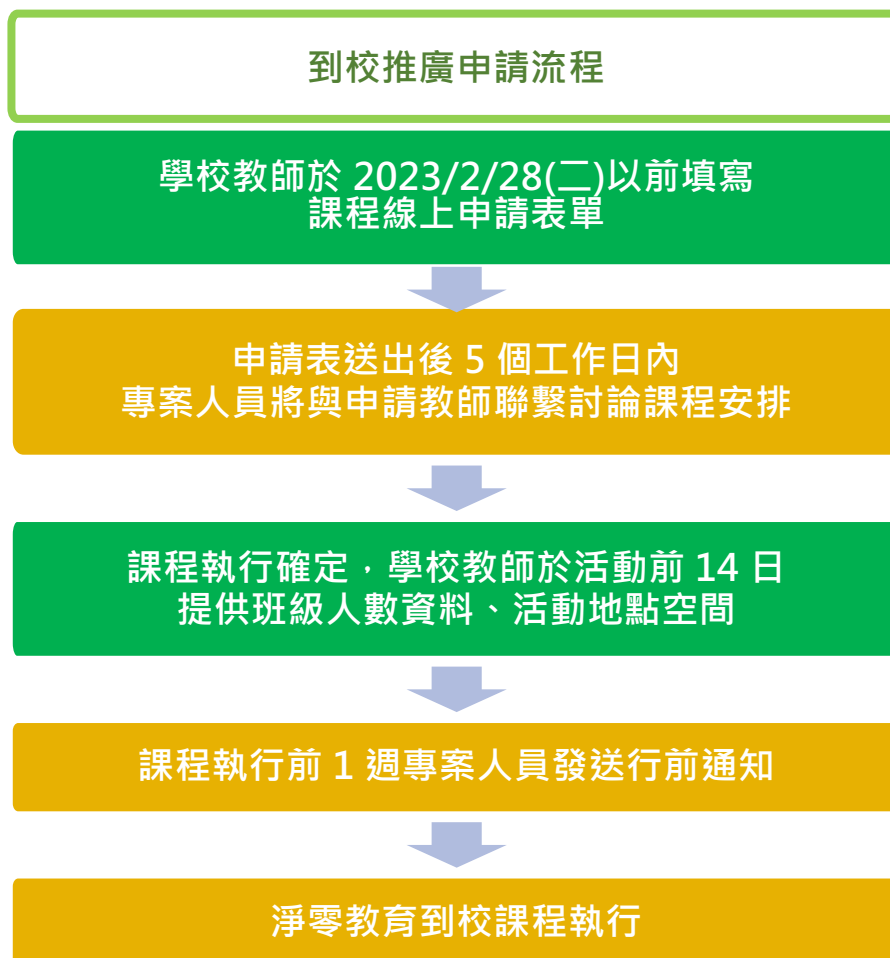 到校推廣申請流程
學校教師於 2023/2/28(二)以前填寫
課程線上申請表單
申請表送出後 5 個工作日內
專案人員將與申請教師聯繫討論課程安排
課程執行確定，學校教師於活動前 14 日
提供班級人數資料、活動地點空間
課程執行前 1 週專案人員發送行前通知
淨零教育到校課程執行